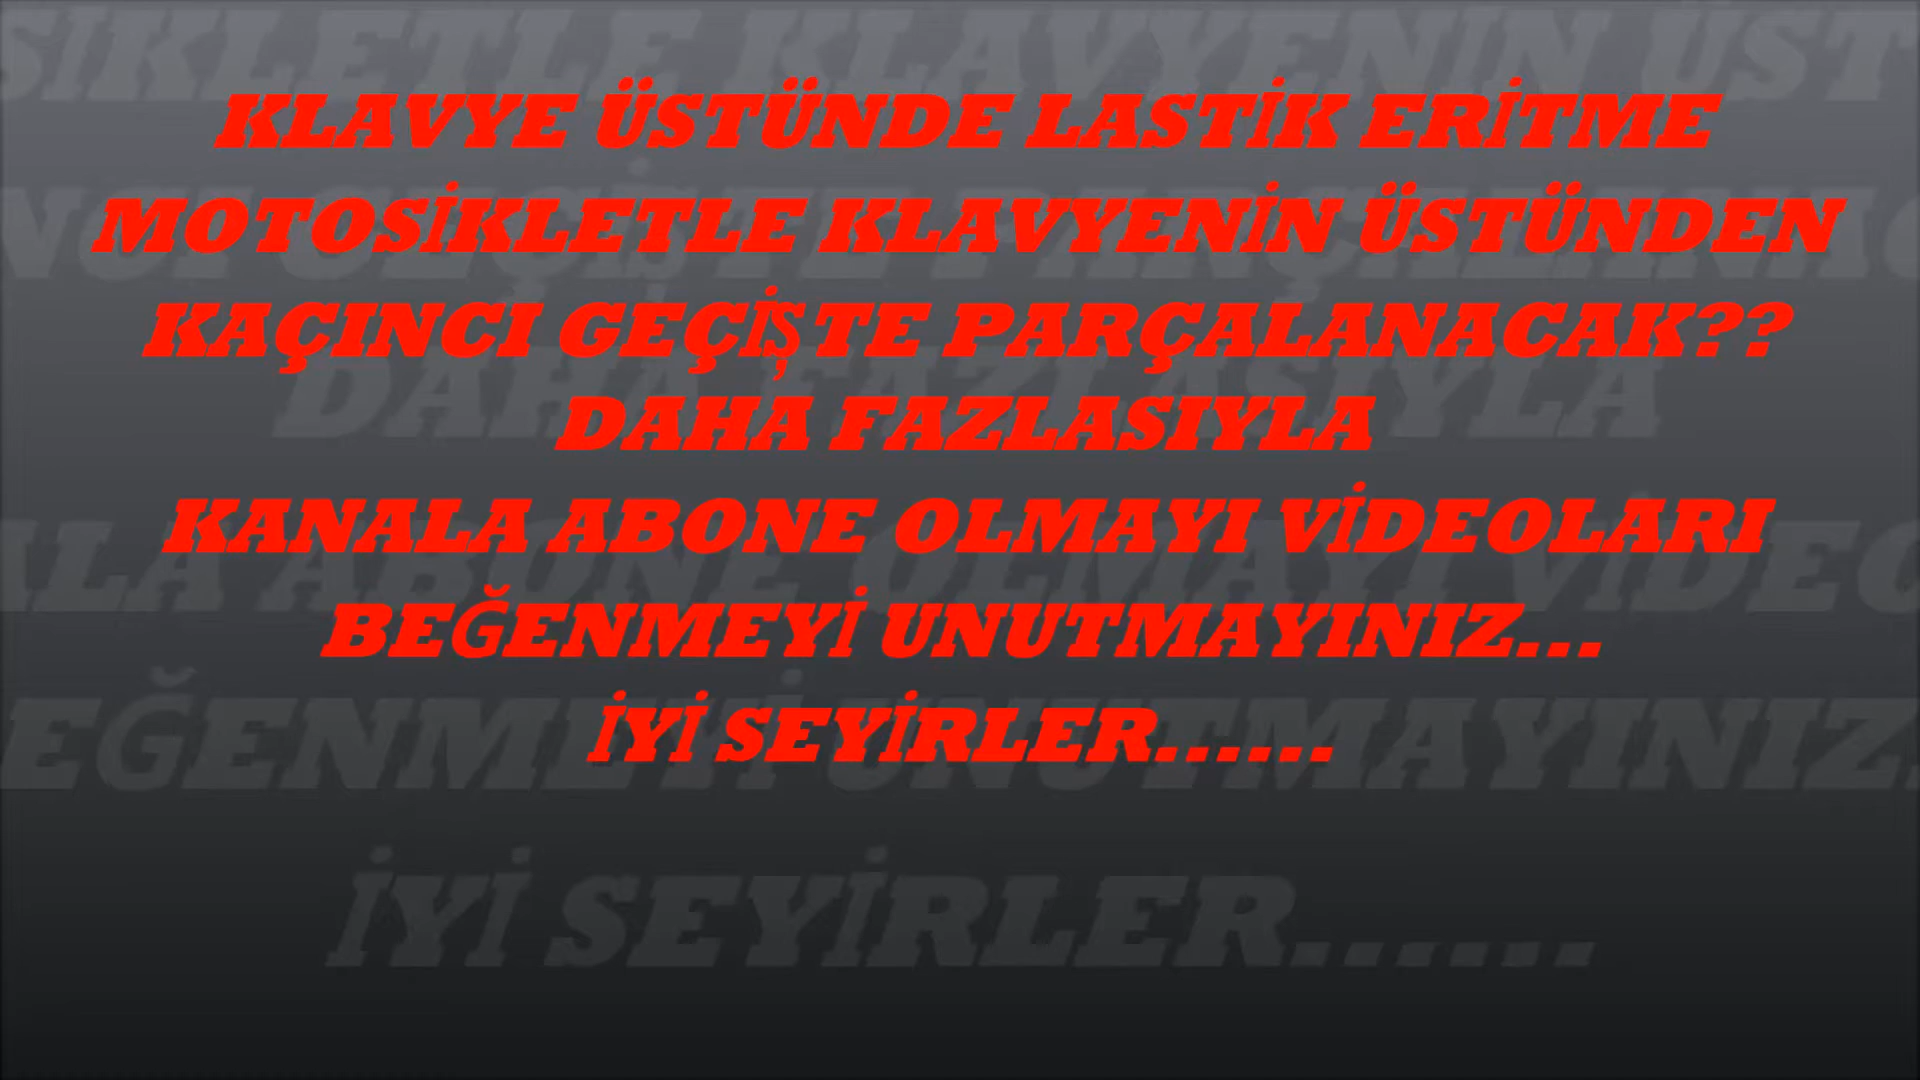 KLAVYE ÜSTÜNDE LASTİK ERİTME
MOTOSİKLETLE KLAVYENİN ÜSTÜNDEN
KAÇINCI GEÇİŞTE PARÇALANACAK??
DAHA FAZLASIYLA
KANALA ABONE OLMAYI VİDEOLARI
BEĞENMEYİ UNUTMAYINIZ...
İYİ SEYİRLER......